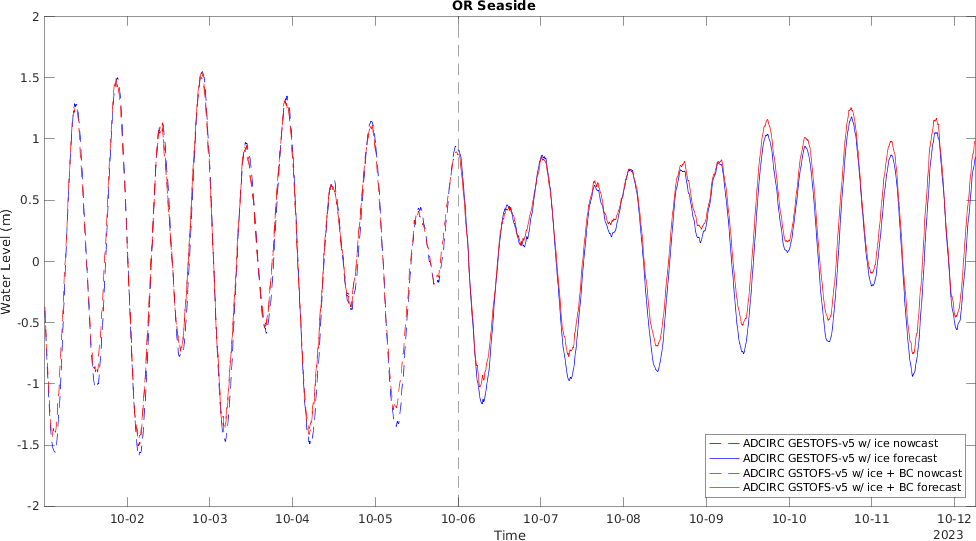 OR Seaside
2
1.5
1
0.5
0
-0.5
-1
-1.5
-2
Water Level (m)
10-02 10-03 10-04 10-05 10-06 10-07 10-08 10-09 10-10 10-11 10-12
2023
Time
ADCIRC GESTOFS-v5 w/ ice nowcast
ADCIRC GESTOFS-v5 w/ ice forecast
ADCIRC GSTOFS-v5 w/ ice + BC nowcast
ADCIRC GSTOFS-v5 w/ ice + BC forecast